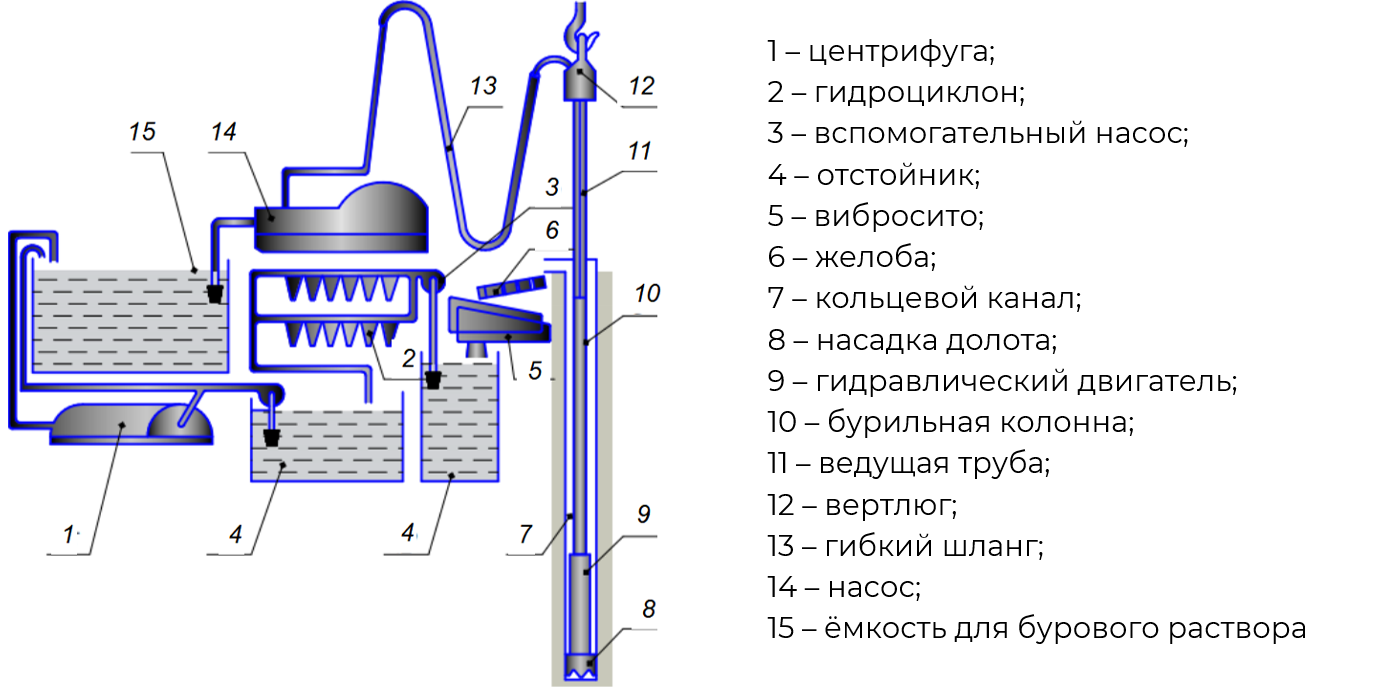 13
12
15
14
11
3
6
10
2
5
9
1
4
4
7
8
1 – центрифуга;
2 – гидроциклон;
3 – вспомогательный насос;
4 – отстойник;
5 – вибросито;
6 – желоба;
7 – кольцевой канал;
8 – насадка долота;
9 – гидравлический двигатель;
10 – бурильная колонна;
11 – ведущая труба;
12 – вертлюг;
13 – гибкий шланг;
14 – насос;
15 – ёмкость для бурового раствора